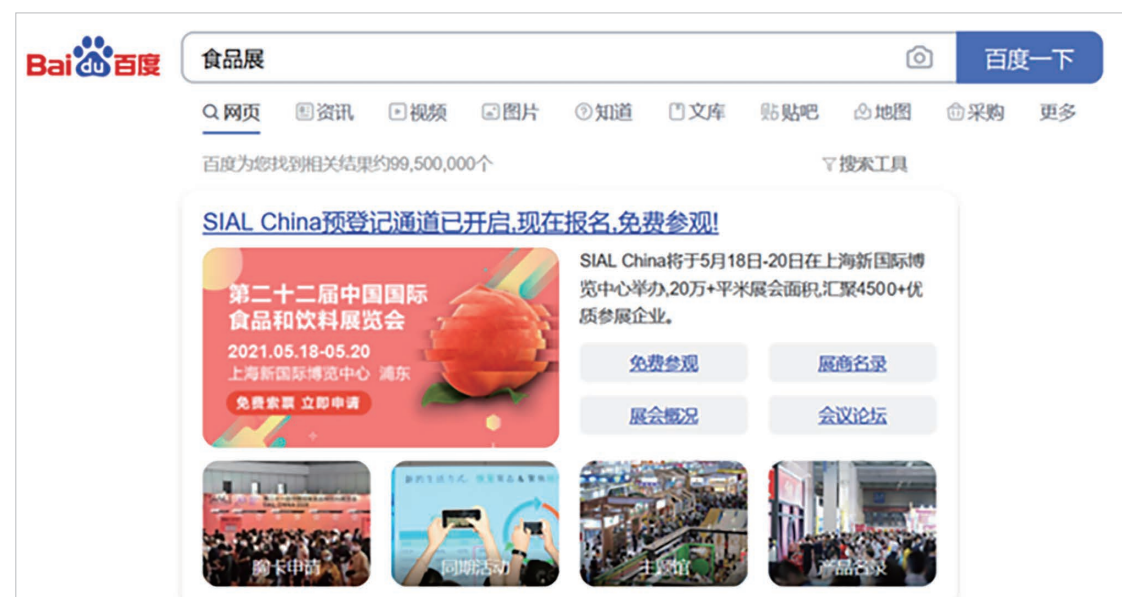 Bai du 百度
食品展
百度一下
网页 资讯 视频 图片 知道 文库 贴 贴吧 地图 采购 更多
百度为您找到相关结果约99,500,000个
搜索工具
SIAL China预登记通道已开启,现在报名,免费参观!
第二十二届中国国际
食品和饮料展览会
2021.05.18-05.20
上海新国际博览中心 浦东
免费索票 立即申请
SIAL China将于5月18日-20日在上海新国际博
览中心举办,20万+平米展会面积,汇聚4500+优
质参展企业。
免费参观 展商名录
展会概况 会议论坛
胸卡申请 同期活动 主题馆 产品名录